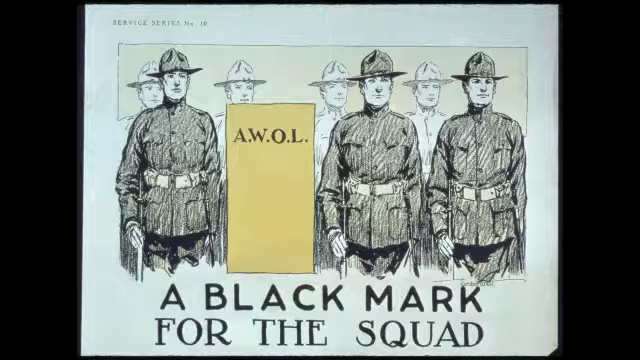 SERVICE SERIES No. 18
A.W.O.L.
A BLACK MARK
FOR THE SQUAD